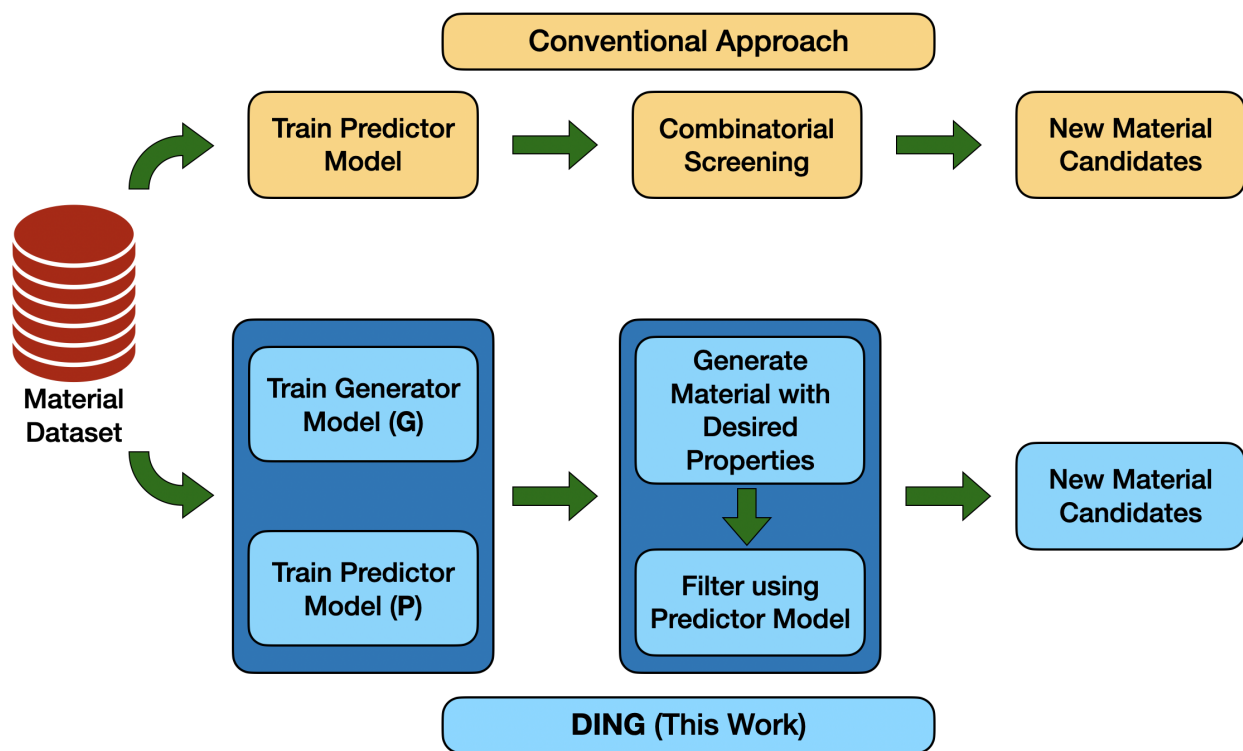 Conventional Approach
Train Predictor
Model
Combinatorial
Screening
New Material
Candidates
Material
Dataset
Train Generator
Model (G)
Train Predictor
Model (P)
Generate
Material with
Desired
Properties
Filter using
Predictor Model
New Material
Candidates
DING (This Work)